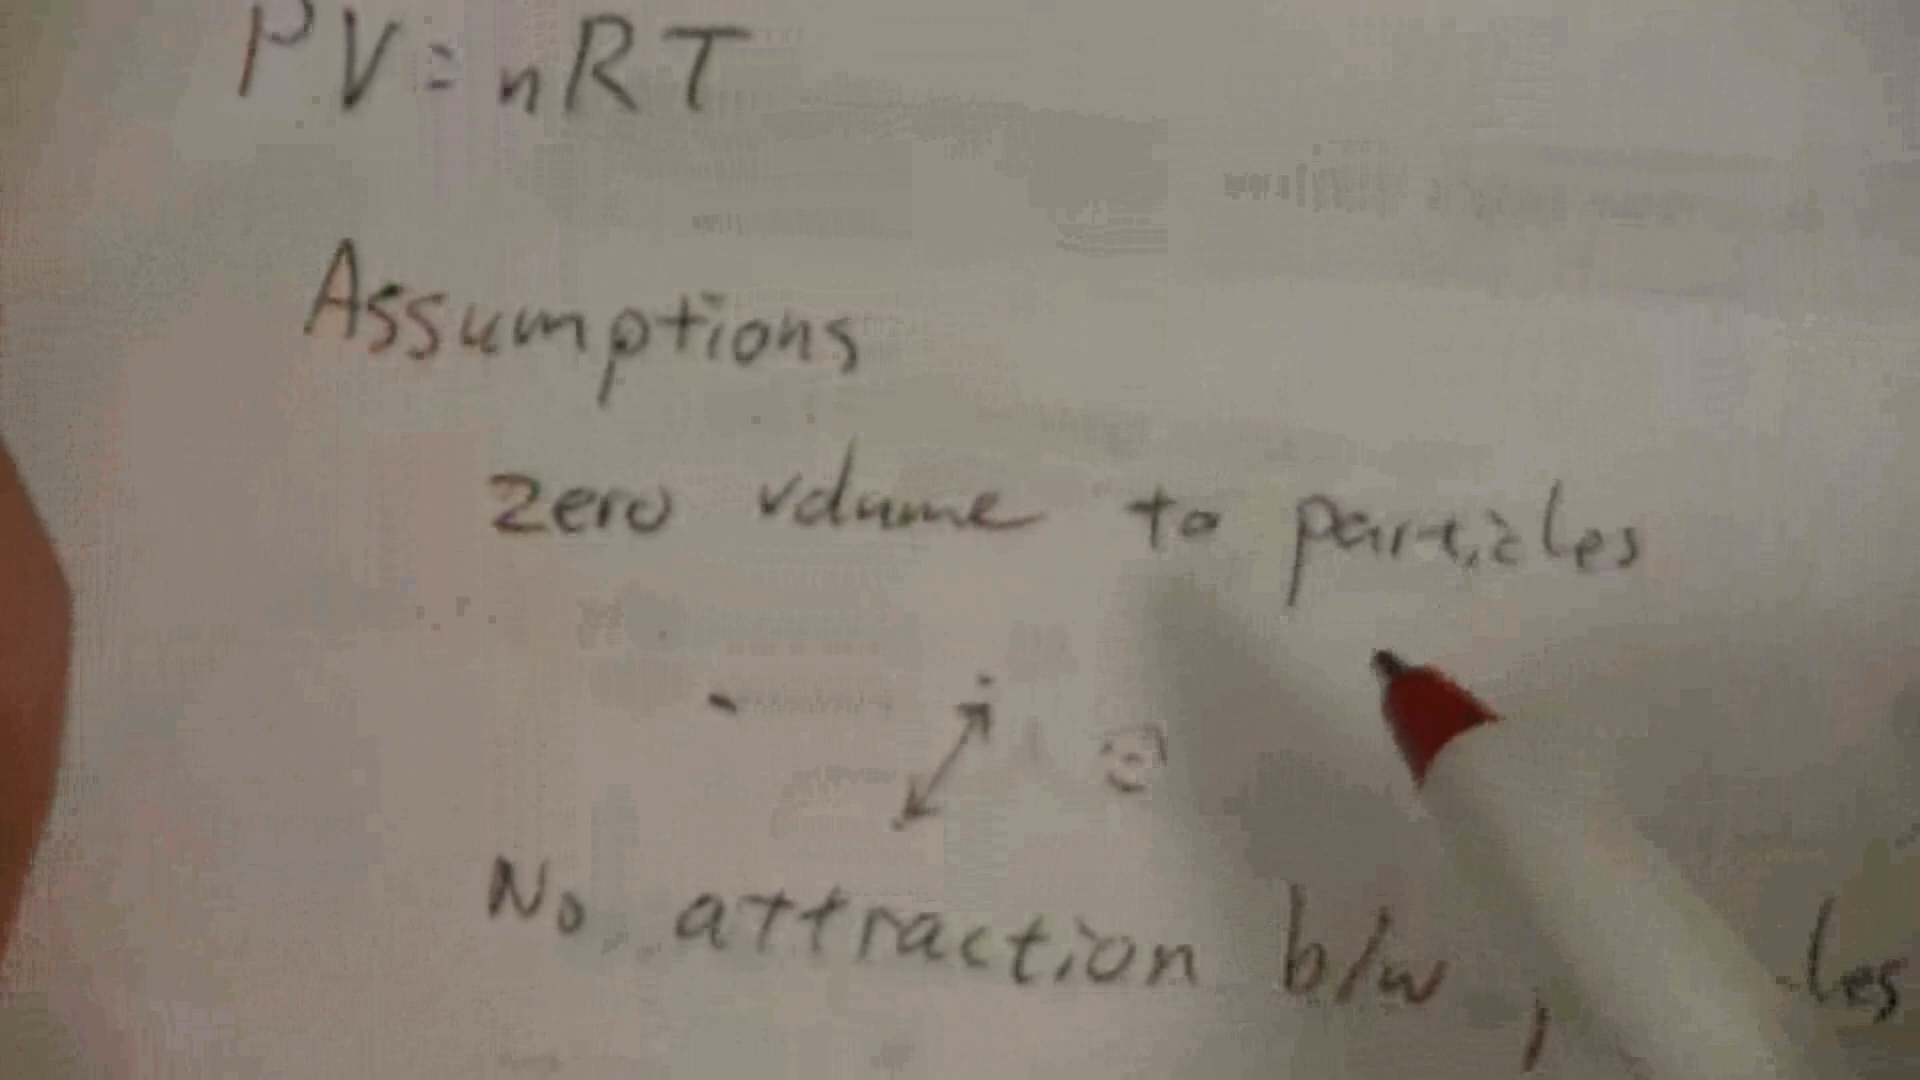 PV=nRT
Assumptions
zero volume to particles
No attraction b/w